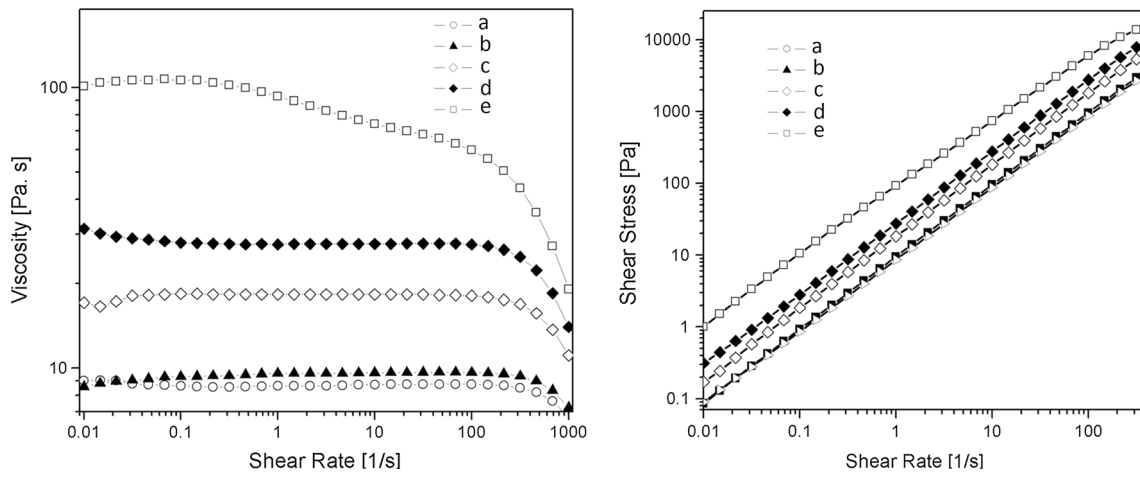 a
b
c
d
e
100
10
Viscosity [Pa. s]
0.01 0.1 1 10 100 1000
Shear Rate [1/s]
a
b
c
d
e
10000
1000
100
10
1
0.1
Shear Stress [Pa]
0.01 0.1 1 10 100
Shear Rate [1/s]